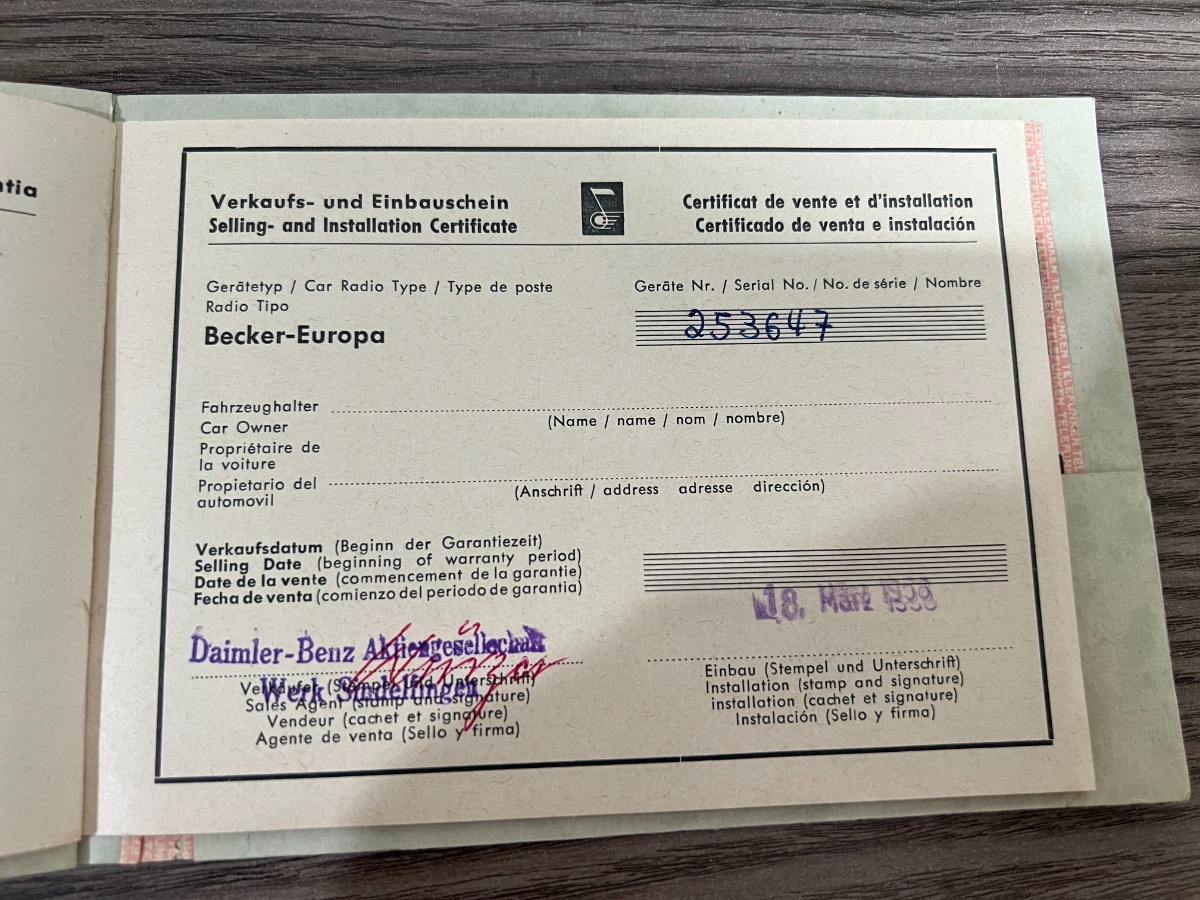 ntia
Verkaufs- und Einbauschein
Selling- and Installation Certificate
Certificat de vente et d'installation
Certificado de venta e instalación
Gerätetyp / Car Radio Type / Type de poste
Radio Tipo
Becker-Europa
Geräte Nr. / Serial No. / No. de série / Nombre
253647
Fahrzeughalter
Car Owner
Propriétaire de
la voiture
Propietario del
automovil
(Name / name / nom / nombre)
(Anschrift / address adresse dirección)
Verkaufsdatum (Beginn der Garantiezeit)
Selling Date (beginning of warranty period)
Date de la vente (commencement de la garantie)
Fecha de venta (comienzo del periodo de garantia)
18. März
Daimler-Benz Aktiengesellschaft
Werk Sindelfingen
Verkäufer (Stempel und Unterschrift)
Sales Agent (stamp and signature)
Vendeur (cachet et signature)
Agente de venta (Sello y firma)
Einbau (Stempel und Unterschrift)
Installation (stamp and signature)
installation (cachet et signature)
Instalación (Sello y firma)
TELEFUNKEN TELEFUNKEN TELEFUNKEN